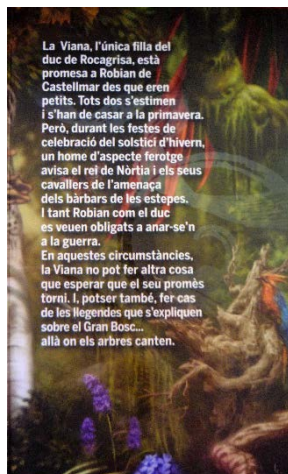 La Viana, l'única filla del
duc de Rocagrisa, està
promesa a Robian de
Castellmar des que eren
petits. Tots dos s'estimen
i s'han de casar a la primavera.
Però, durant les festes de
celebració del solstici d'hivern,
un home d'aspecte ferotge
avisa el rei de Nòrtia i els seus
cavallers de l'amenaça
dels bàrbars de les estepes.
I tant Robian com el duc
es veuen obligats a anar-se'n
a la guerra.
En aquestes circumstàncies,
la Viana no pot fer altra cosa
que esperar que el seu promès
torni. I, potser també, fer cas
de les llegendes que s'expliquen
sobre el Gran Bosc...
allà on els arbres canten.